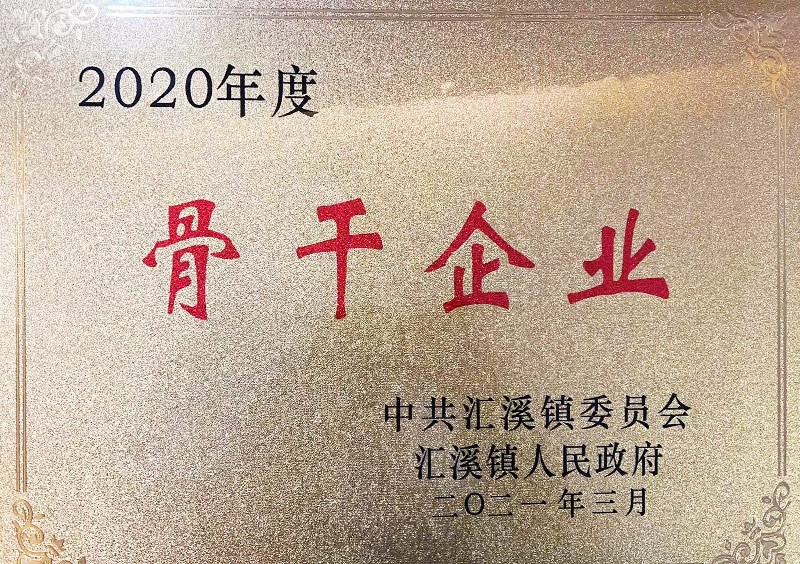 2020年度
骨干企业
中共汇溪镇委员会
汇溪镇人民政府
二〇二一年三月